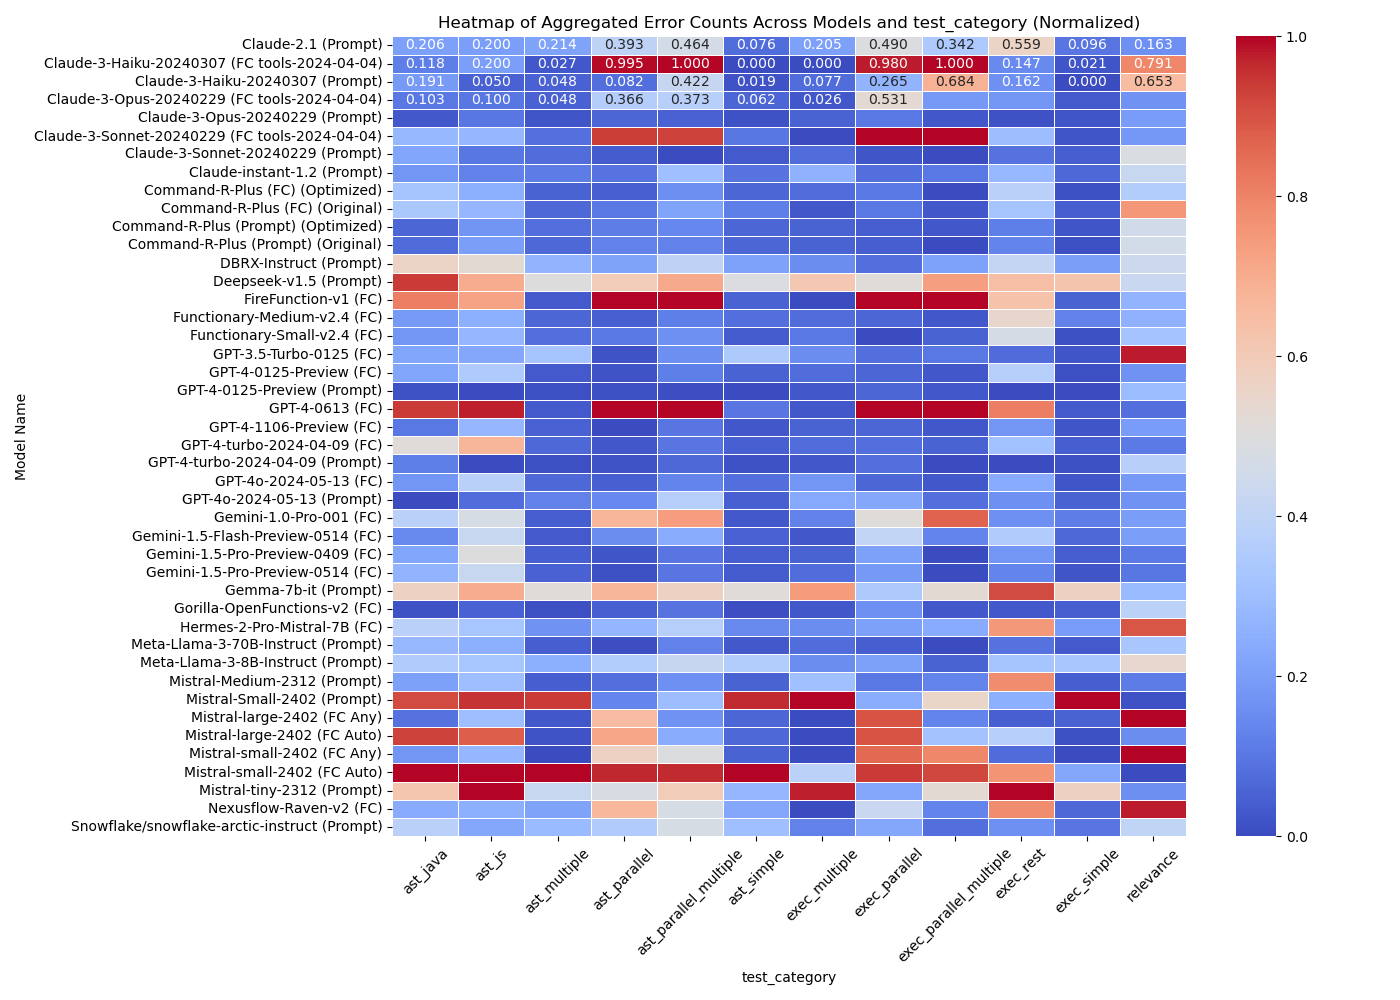 Heatmap of Aggregated Error Counts Across Models and test_category (Normalized)
Claude-2.1 (Prompt) 0.206 0.200 0.214 0.393 0.464 0.076 0.205 0.490 0.342 0.559 0.096 0.163
Claude-3-Haiku-20240307 (FC tools-2024-04-04) 0.118 0.200 0.027 0.995 1.000 0.000 0.000 0.980 1.000 0.147 0.021 0.791
Claude-3-Haiku-20240307 (Prompt) 0.191 0.050 0.048 0.082 0.422 0.019 0.077 0.265 0.684 0.162 0.000 0.653
Claude-3-Opus-20240229 (FC tools-2024-04-04) 0.103 0.100 0.048 0.366 0.373 0.062 0.026 0.531
Claude-3-Opus-20240229 (Prompt)
Claude-3-Sonnet-20240229 (FC tools-2024-04-04)
Claude-3-Sonnet-20240229 (Prompt)
Claude-instant-1.2 (Prompt)
Command-R-Plus (FC) (Optimized)
Command-R-Plus (FC) (Original)
Command-R-Plus (Prompt) (Optimized)
Command-R-Plus (Prompt) (Original)
DBRX-Instruct (Prompt)
Deepseek-v1.5 (Prompt)
FireFunction-v1 (FC)
Functionary-Medium-v2.4 (FC)
Functionary-Small-v2.4 (FC)
GPT-3.5-Turbo-0125 (FC)
GPT-4-0125-Preview (FC)
GPT-4-0125-Preview (Prompt)
GPT-4-0613 (FC)
GPT-4-1106-Preview (FC)
GPT-4-turbo-2024-04-09 (FC)
GPT-4-turbo-2024-04-09 (Prompt)
GPT-4o-2024-05-13 (FC)
GPT-4o-2024-05-13 (Prompt)
Gemini-1.0-Pro-001 (FC)
Gemini-1.5-Flash-Preview-0514 (FC)
Gemini-1.5-Pro-Preview-0409 (FC)
Gemini-1.5-Pro-Preview-0514 (FC)
Gemma-7b-it (Prompt)
Gorilla-OpenFunctions-v2 (FC)
Hermes-2-Pro-Mistral-7B (FC)
Meta-Llama-3-70B-Instruct (Prompt)
Meta-Llama-3-8B-Instruct (Prompt)
Mistral-Medium-2312 (Prompt)
Mistral-Small-2402 (Prompt)
Mistral-large-2402 (FC Any)
Mistral-large-2402 (FC Auto)
Mistral-small-2402 (FC Any)
Mistral-small-2402 (FC Auto)
Mistral-tiny-2312 (Prompt)
Nexusflow-Raven-v2 (FC)
Snowflake/snowflake-arctic-instruct (Prompt)
Model Name
ast_java
ast_js
ast_multiple
ast_parallel
ast_parallel_multiple
ast_simple
exec_multiple
exec_parallel
exec_parallel_multiple
exec_rest
exec_simple
relevance
test_category
1.0
0.8
0.6
0.4
0.2
0.0